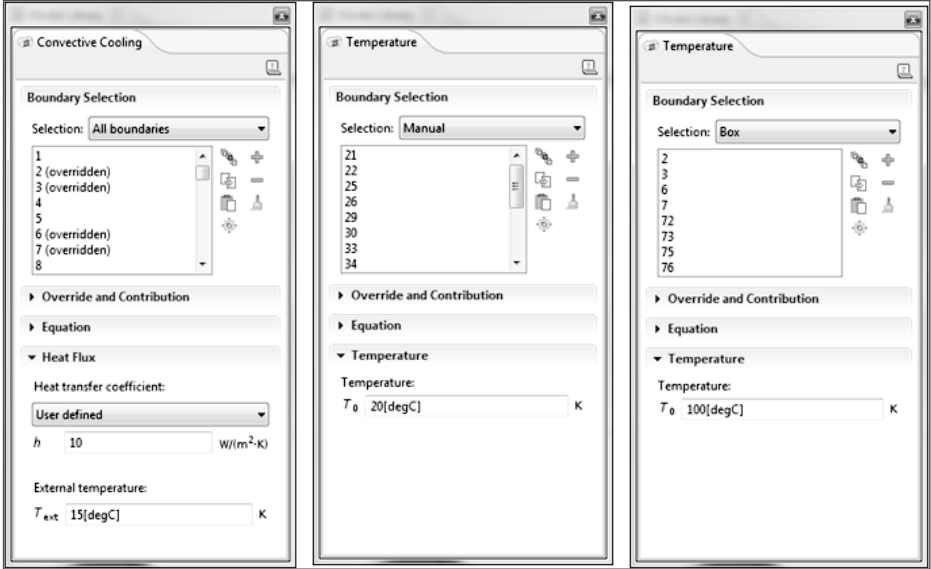 Convective Cooling
Boundary Selection
Selection: All boundaries
1
2 (overridden)
3 (overridden)
4
5
6 (overridden)
7 (overridden)
8
Override and Contribution
Equation
Heat Flux
Heat transfer coefficient:
User defined
h 10 W/(m²·K)
External temperature:
T ext 15[degC] K
Temperature
Boundary Selection
Selection: Manual
21
22
25
26
29
30
33
34
Override and Contribution
Equation
Temperature
Temperature:
T 0 20[degC] K
Temperature
Boundary Selection
Selection: Box
2
3
6
7
72
73
75
76
Override and Contribution
Equation
Temperature
Temperature:
T 0 100[degC] K